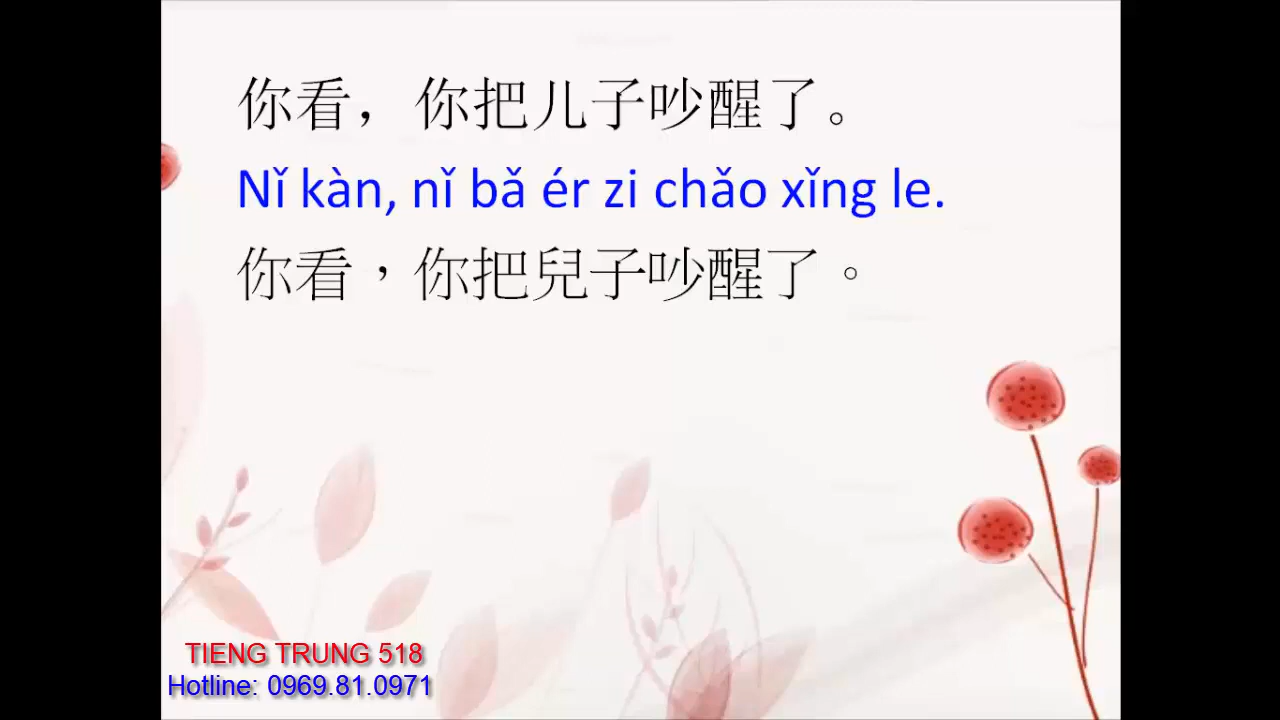 你看，你把儿子吵醒了。
Nǐ kàn, nǐ bǎ ér zi chǎo xǐng le.
你看，你把兒子吵醒了。
TIENG TRUNG 518
Hotline: 0969.81.0971